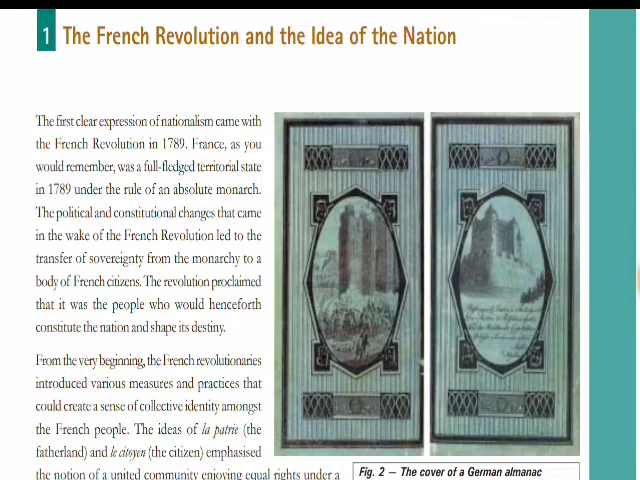 1 The French Revolution and the Idea of the Nation
The first clear expression of nationalism came with
the French Revolution in 1789. France, as you
would remember, was a full-fledged territorial state
in 1789 under the rule of an absolute monarch.
The political and constitutional changes that came
in the wake of the French Revolution led to the
transfer of sovereignty from the monarchy to a
body of French citizens. The revolution proclaimed
that it was the people who would henceforth
constitute the nation and shape its destiny.
From the very beginning, the French revolutionaries
introduced various measures and practices that
could create a sense of collective identity amongst
the French people. The ideas of la patrie (the
fatherland) and le citoyen (the citizen) emphasised
the notion of a united community enjoying equal rights under a
Fig. 2 — The cover of a German almanac